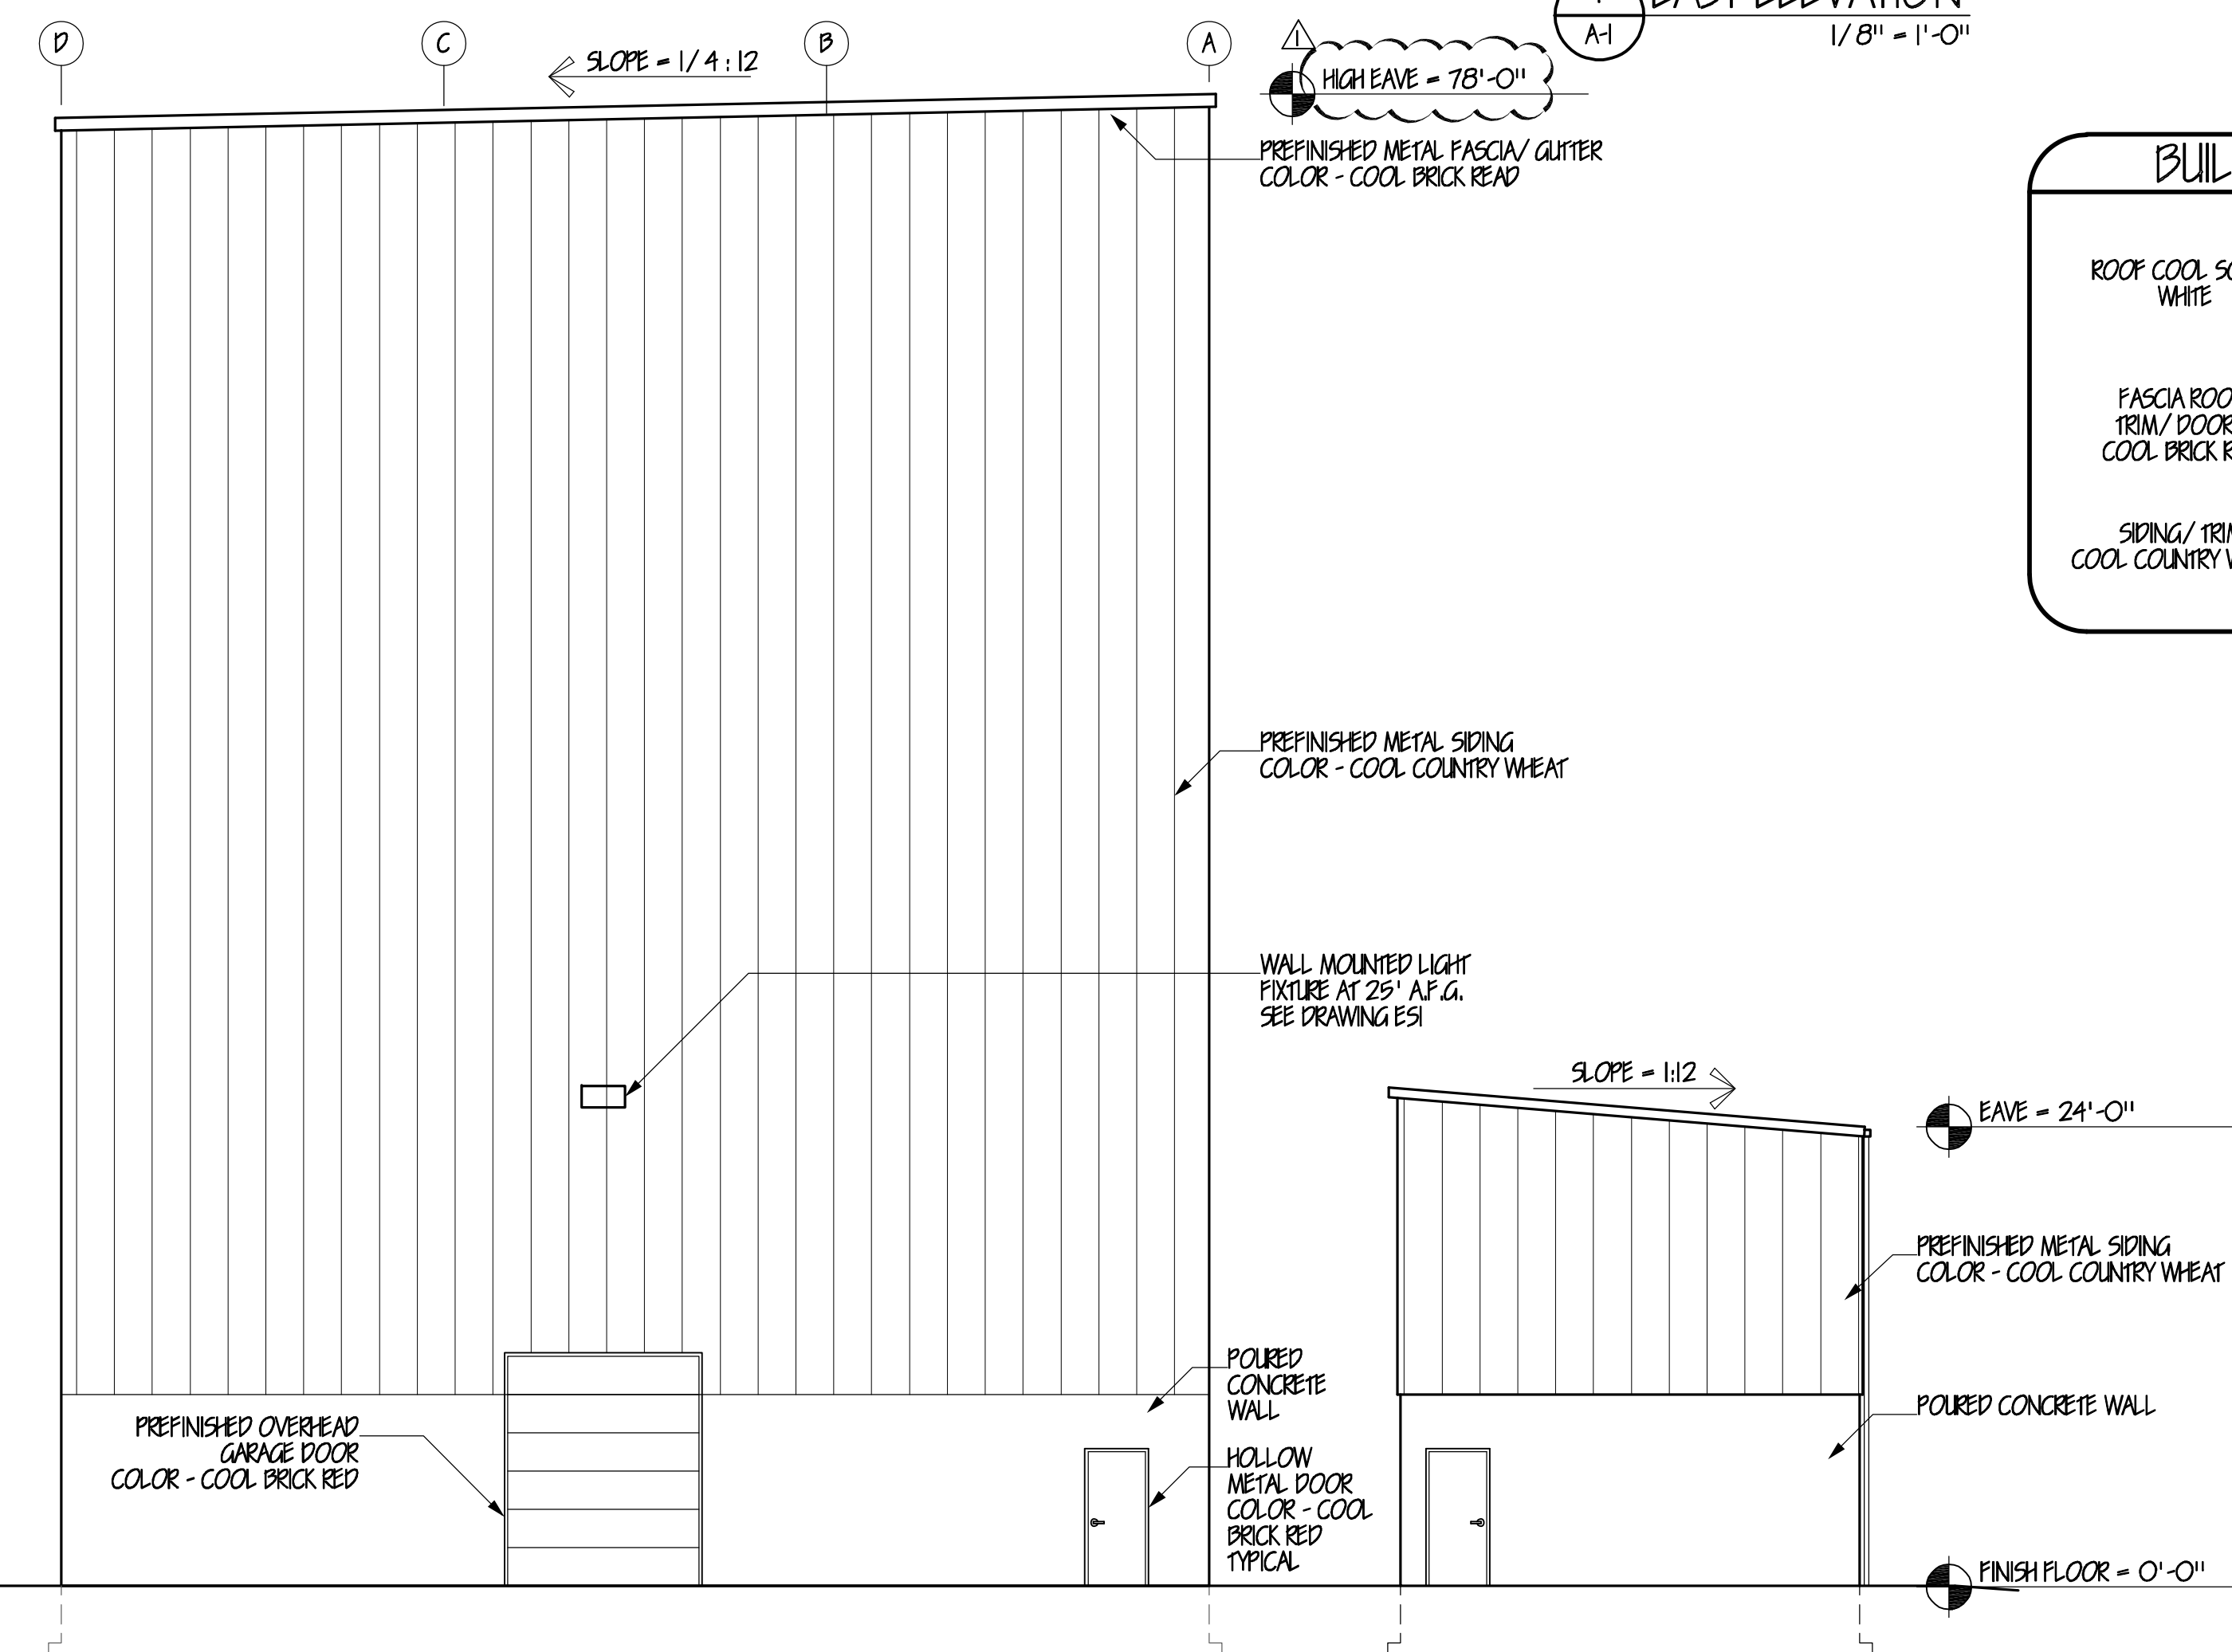 D
C
B
A
SLOPE = 1/4:12
1
HIGH EAVE = 78'-0"
A-1
1/8" = 1'-0"
PREFINISHED METAL FASCIA/ GUTTER
COLOR - COOL BRICK READ
BUIL
ROOF COOL
WHITE
FASCIA
TRIM/ DOOR
COOL BRICK
SIDING/
COOL COUNTRY
PREFINISHED METAL SIDING
COLOR - COOL COUNTRY WHEAT
WALL MOUNTED LIGHT
FIXTURE AT 25' A.F.G.
SEE DRAWING ES1
SLOPE = 1:12
EAVE = 24'-0"
PREFINISHED METAL SIDING
COLOR - COOL COUNTRY WHEAT
POURED
CONCRETE
WALL
POURED CONCRETE WALL
PREFINISHED OVERHEAD
GARAGE DOOR
COLOR - COOL BRICK RED
HOLLOW
METAL DOOR
COLOR - COOL
BRICK RED
TYPICAL
FINISH FLOOR = 0'-0"